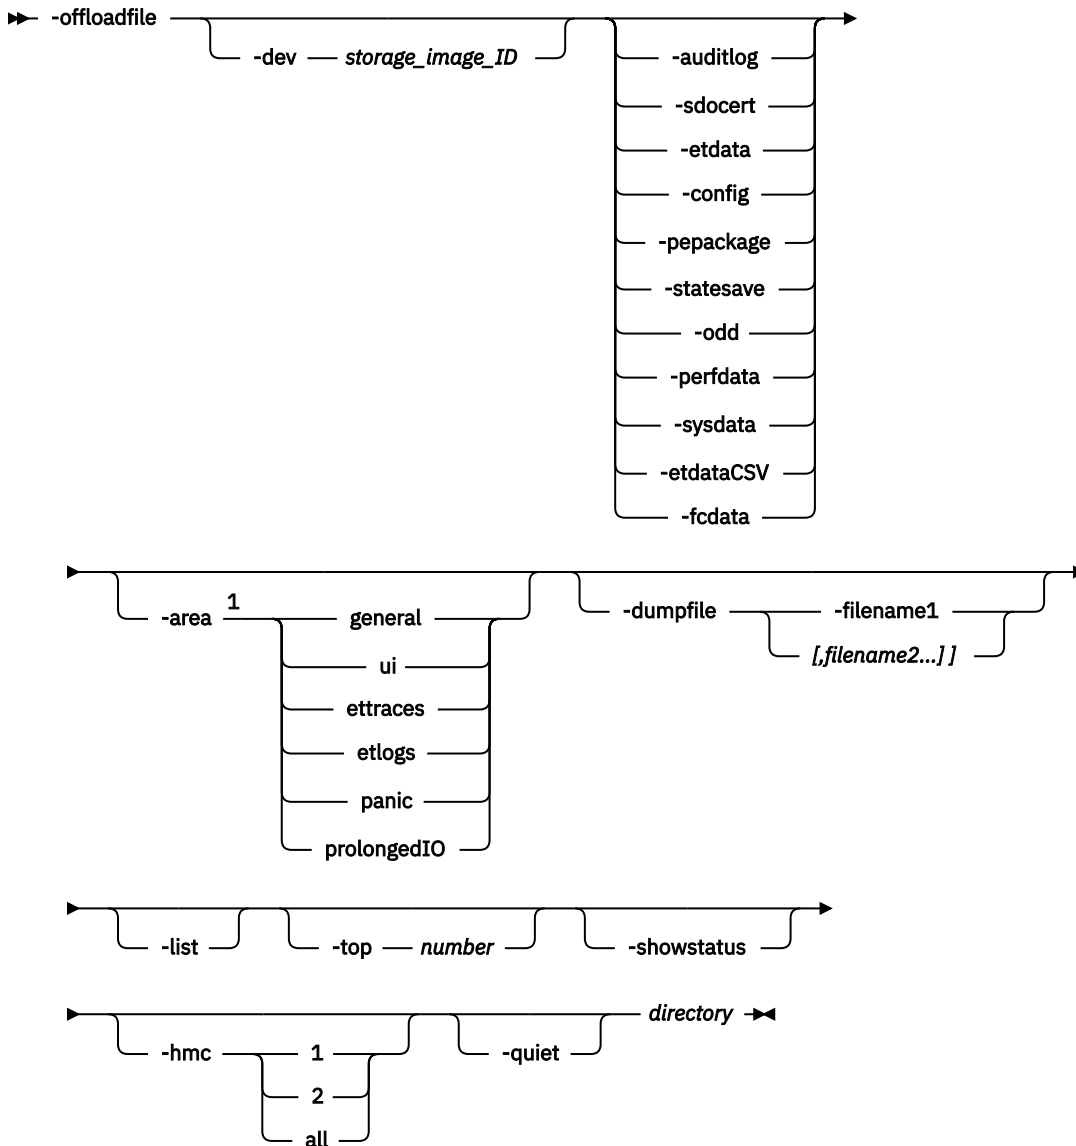 -offloadfile
-dev storage_image_ID -auditlog
-sdocert
-etdata
-config
-pepackage
-statesave
-odd
-perfdata
-sysdata
-etdataCSV
-fcdata
-area 1 general -dumpfile -filename1
ui [,filename2...] ]
ettraces
etlogs
panic
prolongedIO
-list -top number -showstatus
directory
-hmc 1 -quiet
2
all